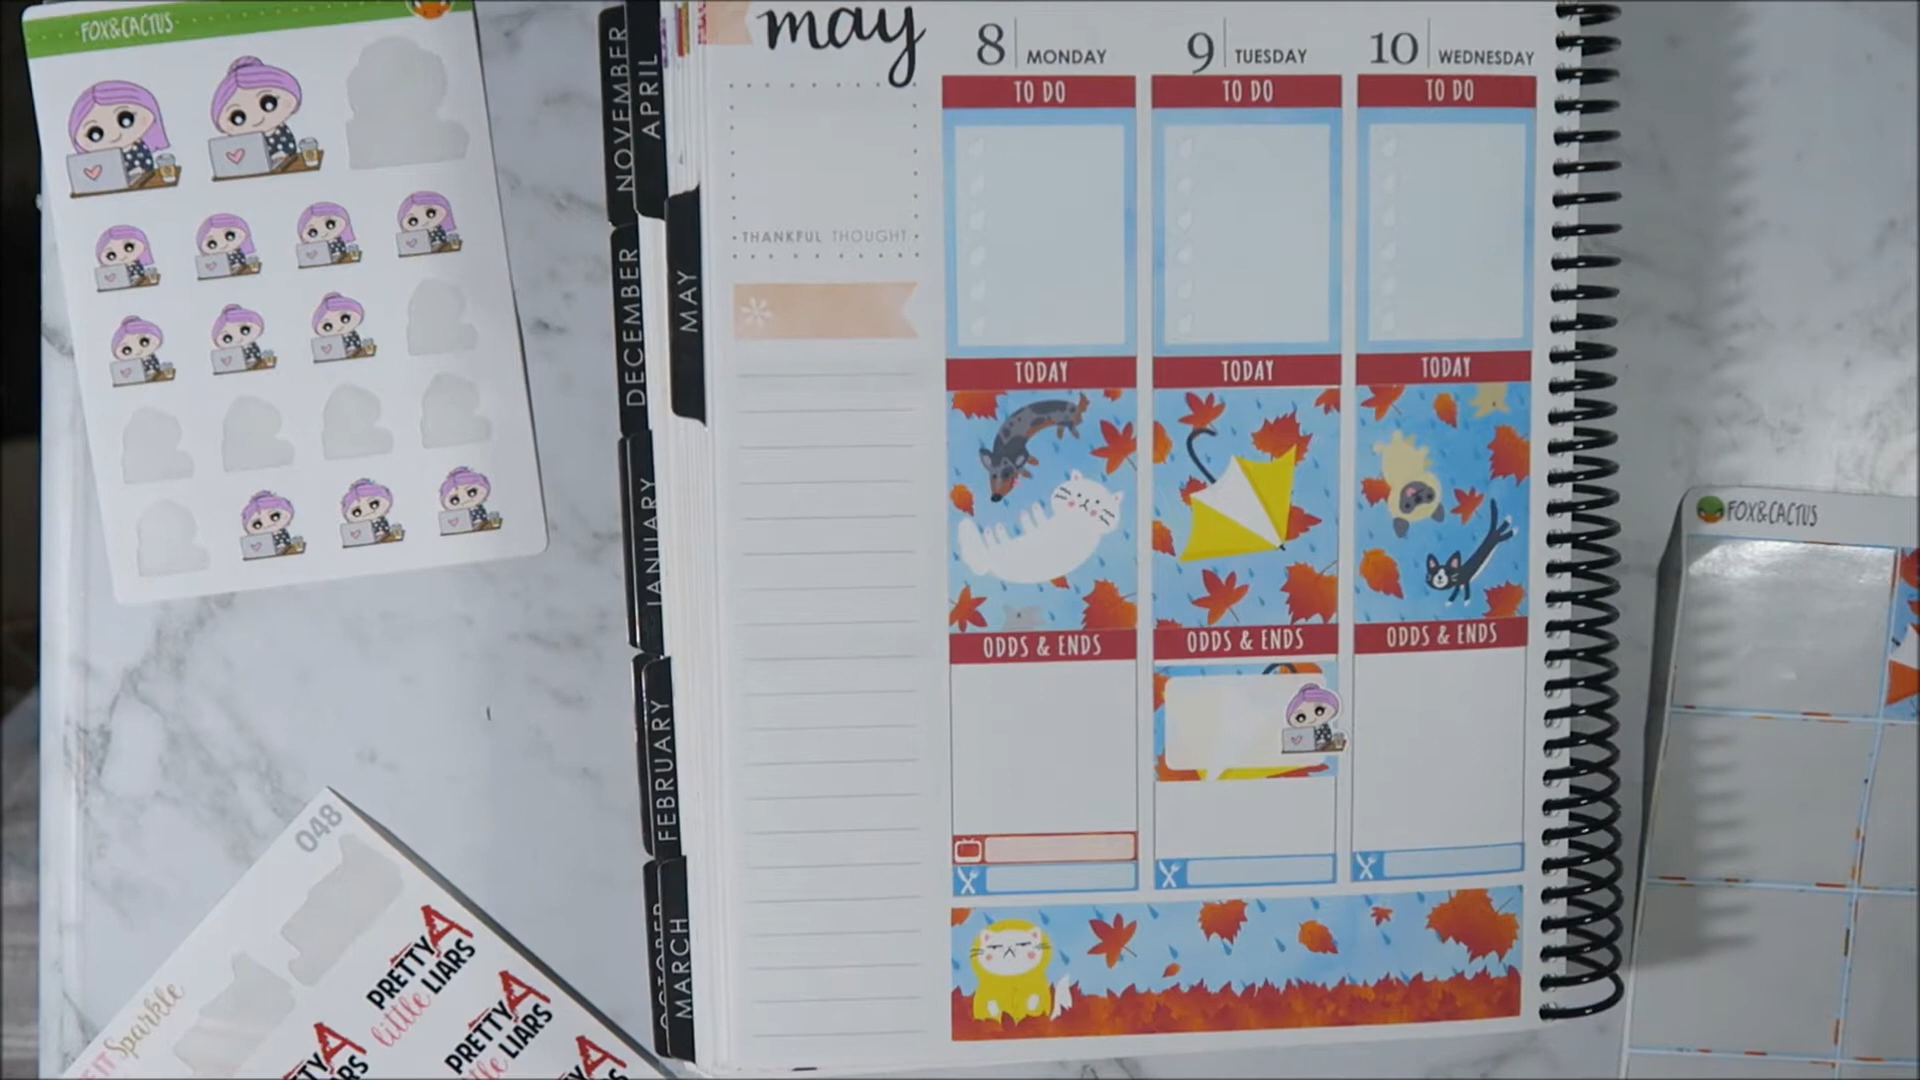 FOX&CACTUS
NOVEMBER
APRIL
DECEMBER
MAY
JANUARY
FEBRUARY
OCTOBER
MARCH
may
8 MONDAY
9 TUESDAY
10 WEDNESDAY
TO DO
TO DO
TO DO
THANKFUL THOUGHT
TODAY
TODAY
TODAY
ODDS & ENDS
ODDS & ENDS
ODDS & ENDS
FOX&CACTUS
048
Sparkle
PRETTY
little LIARS
PRETTY
LIARS
A